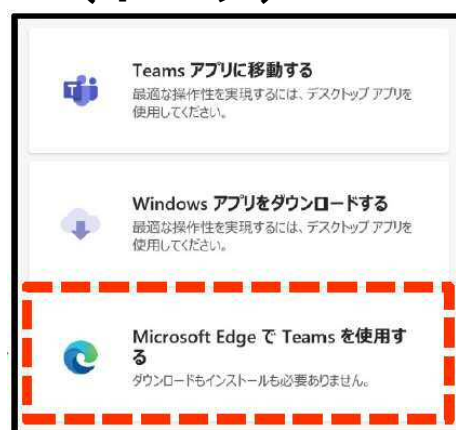 Teams アプリに移動する
最適な操作性を実現するには、デスクトップ アプリを
使用してください。
Windows アプリをダウンロードする
最適な操作性を実現するには、デスクトップ アプリを
使用してください。
Microsoft Edge で Teams を使用す
る
ダウンロードもインストールも必要ありません。